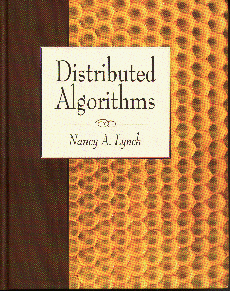 Distributed
Algorithms
Nancy A. Lynch